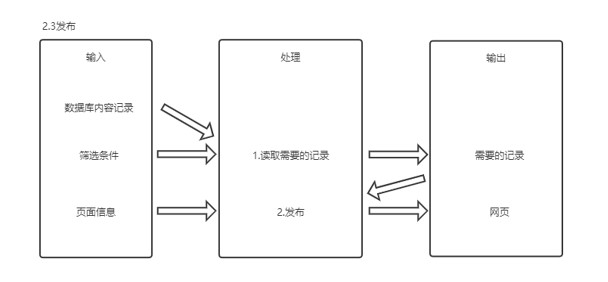 2.3发布
输入
处理
输出
数据库内容记录
筛选条件
1.读取需要的记录
需要的记录
页面信息
2.发布
网页